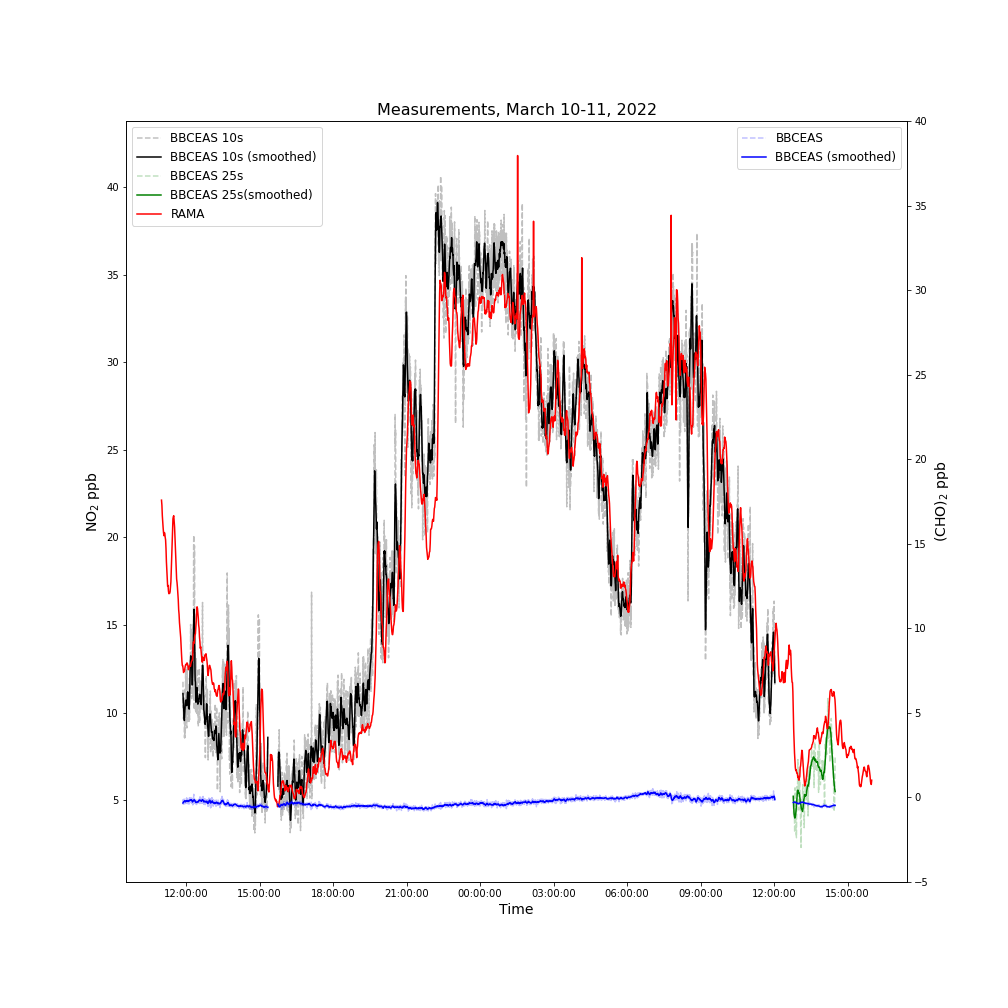 Measurements, March 10-11, 2022
BBCEAS 10s
BBCEAS 10s (smoothed)
BBCEAS 25s
BBCEAS 25s(smoothed)
RAMA
BBCEAS
BBCEAS (smoothed)
NO₂ ppb
40
35
30
25
20
15
10
5
(CHO)₂ ppb
40
35
30
25
20
15
10
5
0
−5
12:00:00 15:00:00 18:00:00 21:00:00 00:00:00 03:00:00 06:00:00 09:00:00 12:00:00 15:00:00
Time